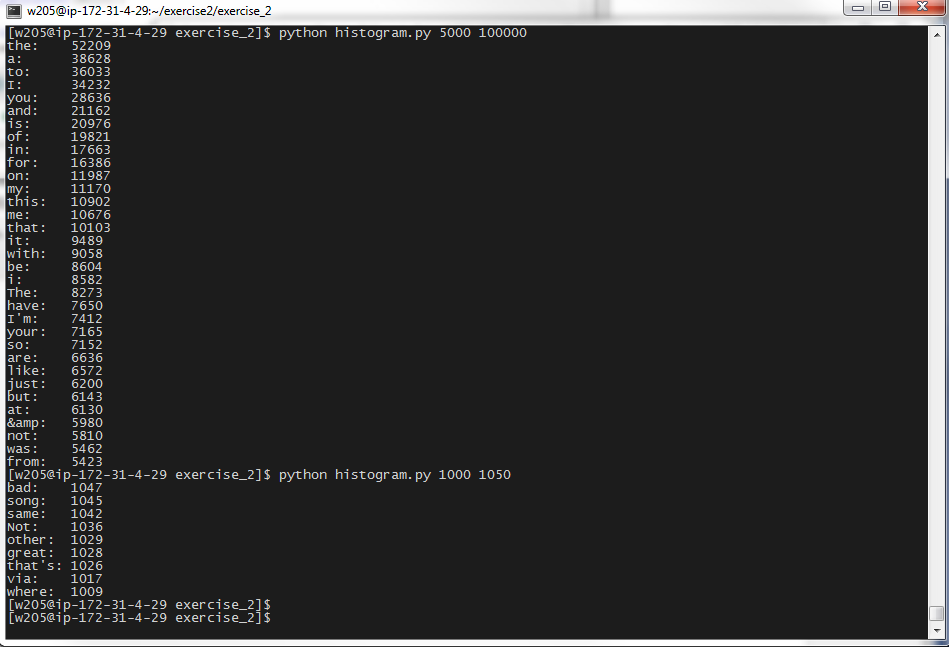 w205@ip-172-31-4-29:~/exercise2/exercise_2
[w205@ip-172-31-4-29 exercise_2]$ python histogram.py 5000 100000
the:    52209
a:      38628
to:     36033
I:      34232
you:    28636
and:    21162
is:     20976
of:     19821
in:     17663
for:    16386
on:     11987
my:     11170
this:   10902
me:     10676
that:   10103
it:     9489
with:   9058
be:     8604
i:      8582
The:    8273
have:   7650
I'm:    7412
your:   7165
so:     7152
are:    6636
like:   6572
just:   6200
but:    6143
at:     6130
&amp:   5980
not:    5810
was:    5462
from:   5423
[w205@ip-172-31-4-29 exercise_2]$ python histogram.py 1000 1050
bad:    1047
song:   1045
same:   1042
Not:    1036
other:  1029
great:  1028
that's: 1026
via:    1017
where:  1009
[w205@ip-172-31-4-29 exercise_2]$
[w205@ip-172-31-4-29 exercise_2]$